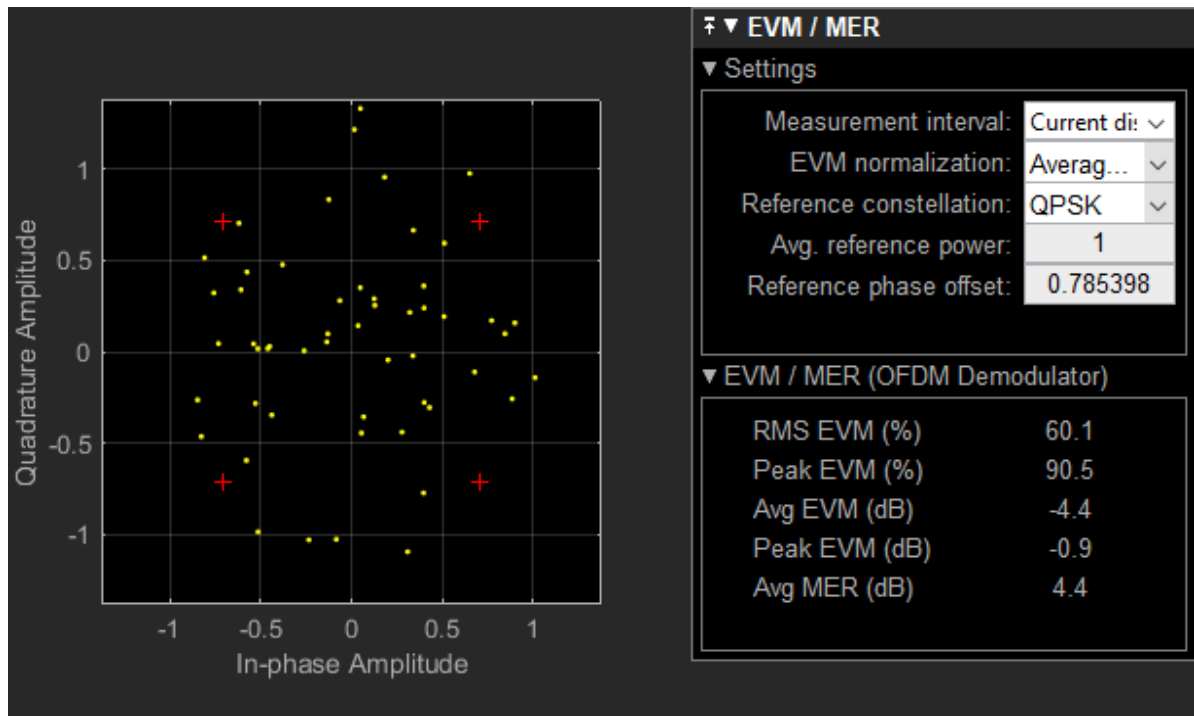 EVM / MER
Settings
Measurement interval: Current di
EVM normalization: Averag...
Reference constellation: QPSK
Avg. reference power: 1
Reference phase offset: 0.785398
EVM / MER (OFDM Demodulator)
RMS EVM (%) 60.1
Peak EVM (%) 90.5
Avg EVM (dB) -4.4
Peak EVM (dB) -0.9
Avg MER (dB) 4.4
Quadrature Amplitude
1
0.5
0
-0.5
-1
-1 -0.5 0 0.5 1
In-phase Amplitude